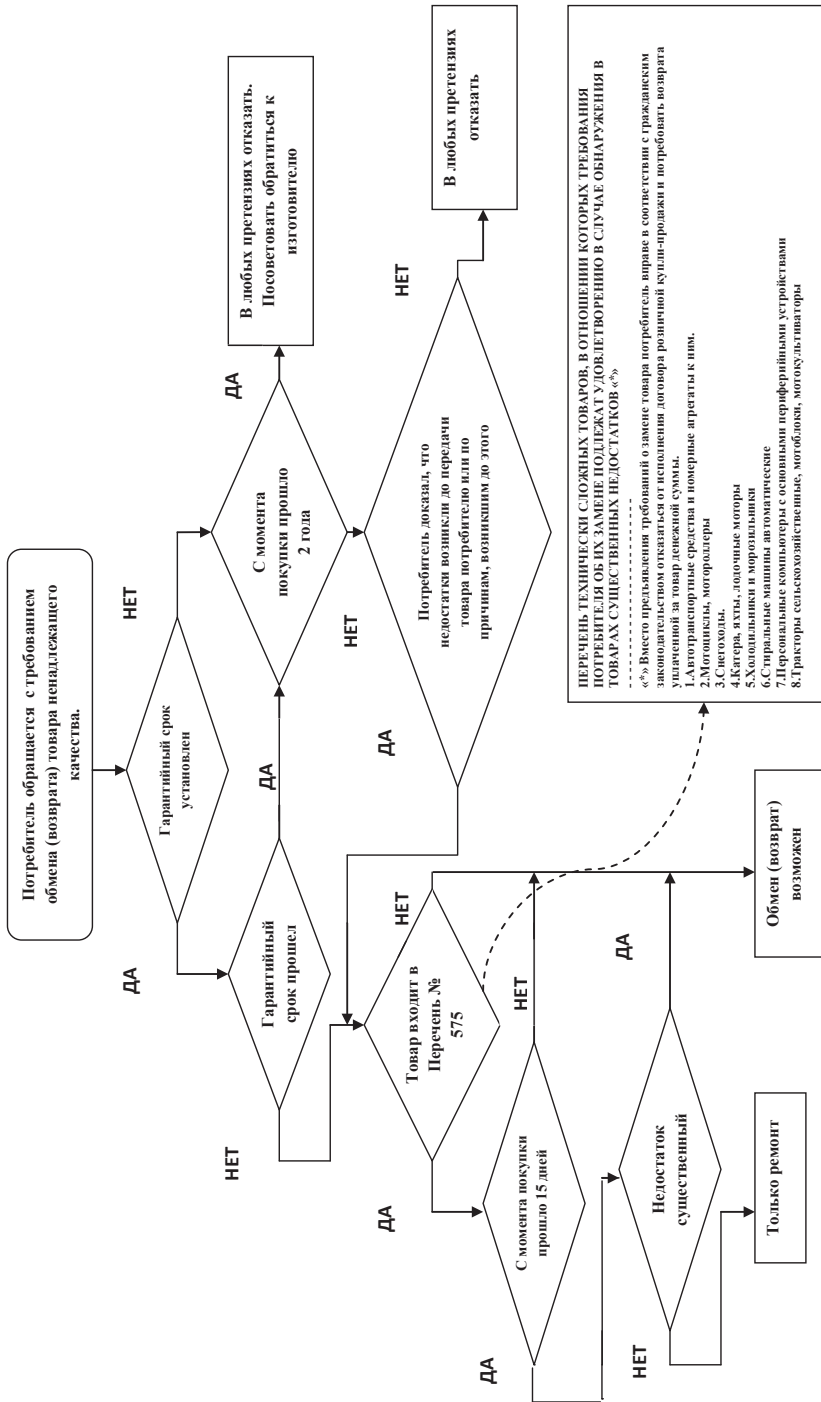 Потребитель обращается с требованием
обмена (возврата) товара ненадлежащего
качества.
ДА
НЕТ
Гарантийный срок
установлен
Гарантийный
срок прошел
ДА
НЕТ
С момента
покупки прошло
2 года
ДА
НЕТ
В любых претензиях отказать.
Посоветовать обратиться к
изготовителю
Потребитель доказал, что
недостатки возникли до передачи
товара потребителю или по
причинам, возникшим до этого
ДА
НЕТ
В любых претензиях
отказать
Товар входит в
Перечень №
575
ДА
НЕТ
С момента покупки
прошло 15 дней
ДА
НЕТ
Недостаток
существенный
НЕТ
ДА
Только ремонт
Обмен (возврат)
возможен
ПЕРЕЧЕНЬ ТЕХНИЧЕСКИ СЛОЖНЫХ ТОВАРОВ, В ОТНОШЕНИИ КОТОРЫХ ТРЕБОВАНИЯ
ПОТРЕБИТЕЛЯ ОБ ИХ ЗАМЕНЕ ПОДЛЕЖАТ УДОВЛЕТВОРЕНИЮ В СЛУЧАЕ ОБНАРУЖЕНИЯ В
ТОВАРАХ СУЩЕСТВЕННЫХ НЕДОСТАТКОВ «*»
- - - - - - - - - - - - - - - - - - - - - -
«*» Вместо предъявления требований о замене товара потребитель вправе в соответствии с гражданским
законодательством отказаться от исполнения договора розничной купли-продажи и потребовать возврата
уплаченной за товар денежной суммы.
1.Автотранспортные средства и номерные агрегаты к ним.
2.Мотоциклы, мотороллеры
3.Снегоходы.
4.Катера, яхты, лодочные моторы
5.Холодильники и морозильники
6.Стиральные машины автоматические
7.Персональные компьютеры с основными периферийными устройствами
8.Тракторы сельскохозяйственные, мотоблоки, мотокультиваторы